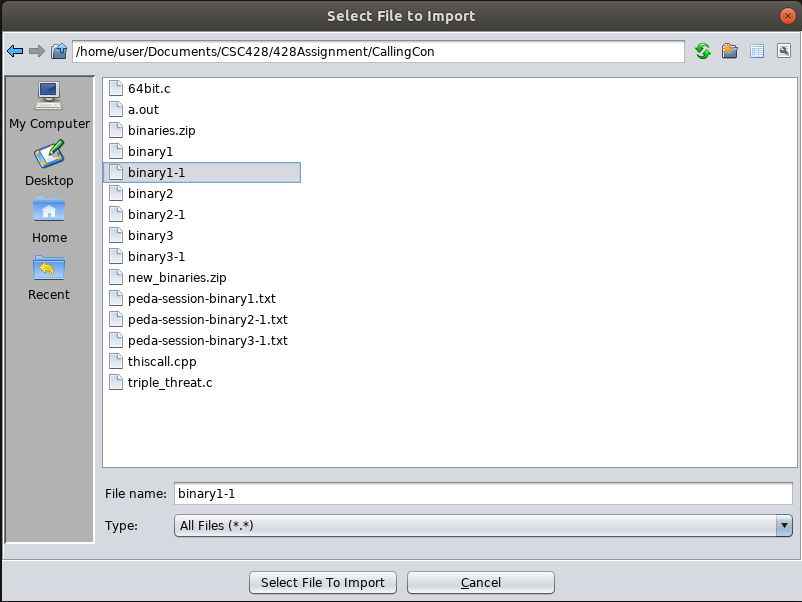 Select File to Import
/home/user/Documents/CSC428/428Assignment/CallingCon
My Computer
Desktop
Home
Recent
64bit.c
a.out
binaries.zip
binary1
binary1-1
binary2
binary2-1
binary3
binary3-1
new_binaries.zip
peda-session-binary1.txt
peda-session-binary2-1.txt
peda-session-binary3-1.txt
thiscall.cpp
triple_threat.c
File name: binary1-1
Type: All Files (*.*)
Select File To Import Cancel